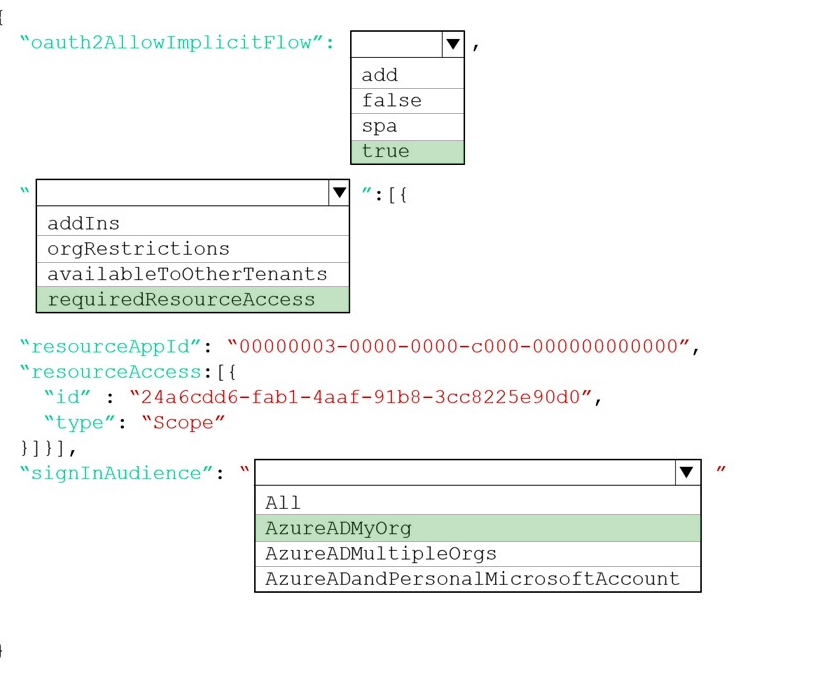 {
“oauth2AllowImplicitFlow”: ▼ ,
add
false
spa
true
“ ▼ ”:[{
addIns
orgRestrictions
availableToOtherTenants
requiredResourceAccess
“resourceAppId”: “00000003-0000-0000-c000-000000000000”,
“resourceAccess:[{
“id” : “24a6cdd6-fab1-4aaf-91b8-3cc8225e90d0”,
“type”: “Scope”
}]}],
“signInAudience”: “ ▼ ”
All
AzureADMyOrg
AzureADMultipleOrgs
AzureADandPersonalMicrosoftAccount
}